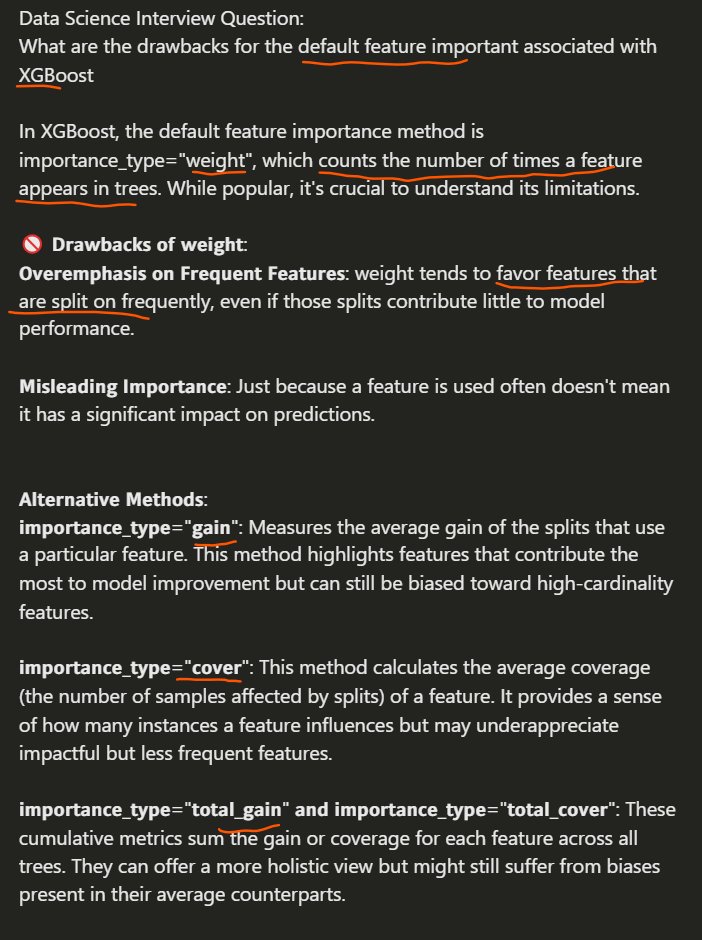 Data Science Interview Question:
What are the drawbacks for the default feature important associated with
XGBoost
In XGBoost, the default feature importance method is
importance_type="weight", which counts the number of times a feature
appears in trees. While popular, it's crucial to understand its limitations.
🚫 Drawbacks of weight:
Overemphasis on Frequent Features: weight tends to favor features that
are split on frequently, even if those splits contribute little to model
performance.
Misleading Importance: Just because a feature is used often doesn't mean
it has a significant impact on predictions.
Alternative Methods:
importance_type="gain": Measures the average gain of the splits that use
a particular feature. This method highlights features that contribute the
most to model improvement but can still be biased toward high-cardinality
features.
importance_type="cover": This method calculates the average coverage
(the number of samples affected by splits) of a feature. It provides a sense
of how many instances a feature influences but may underappreciate
impactful but less frequent features.
importance_type="total_gain" and importance_type="total_cover": These
cumulative metrics sum the gain or coverage for each feature across all
trees. They can offer a more holistic view but might still suffer from biases
present in their average counterparts.